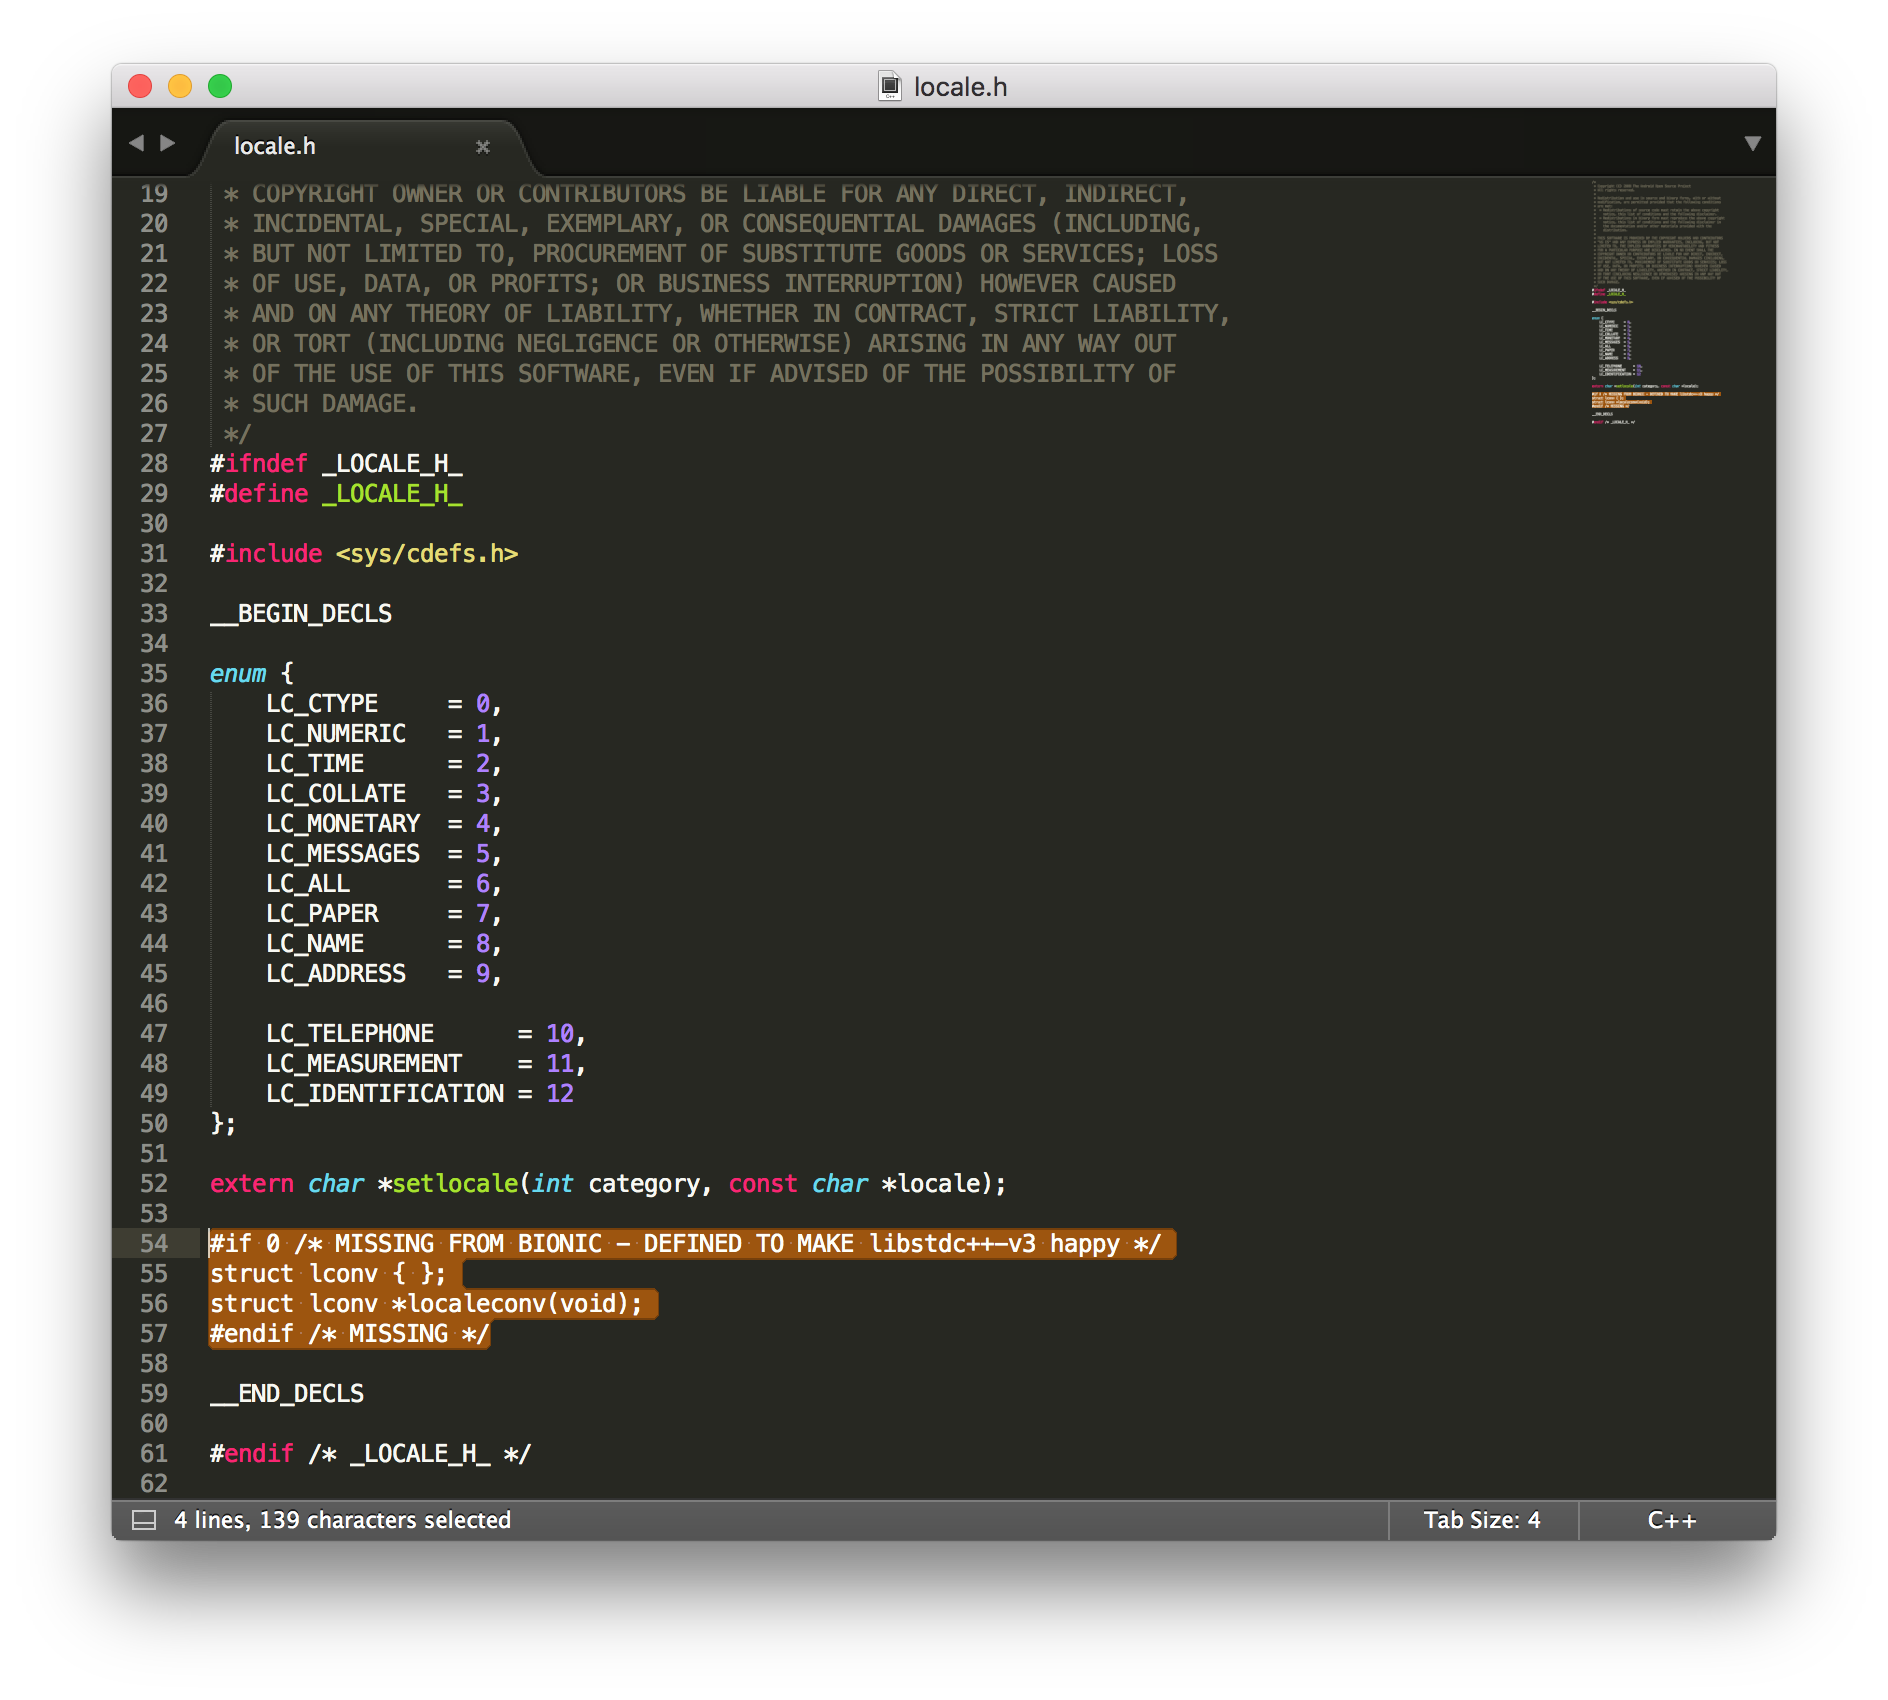 locale.h
locale.h
19 * COPYRIGHT OWNER OR CONTRIBUTORS BE LIABLE FOR ANY DIRECT, INDIRECT,
20 * INCIDENTAL, SPECIAL, EXEMPLARY, OR CONSEQUENTIAL DAMAGES (INCLUDING,
21 * BUT NOT LIMITED TO, PROCUREMENT OF SUBSTITUTE GOODS OR SERVICES; LOSS
22 * OF USE, DATA, OR PROFITS; OR BUSINESS INTERRUPTION) HOWEVER CAUSED
23 * AND ON ANY THEORY OF LIABILITY, WHETHER IN CONTRACT, STRICT LIABILITY,
24 * OR TORT (INCLUDING NEGLIGENCE OR OTHERWISE) ARISING IN ANY WAY OUT
25 * OF THE USE OF THIS SOFTWARE, EVEN IF ADVISED OF THE POSSIBILITY OF
26 * SUCH DAMAGE.
27 */
28 #ifndef _LOCALE_H_
29 #define _LOCALE_H_
30
31 #include <sys/cdefs.h>
32
33 __BEGIN_DECLS
34
35 enum {
36 LC_CTYPE = 0,
37 LC_NUMERIC = 1,
38 LC_TIME = 2,
39 LC_COLLATE = 3,
40 LC_MONETARY = 4,
41 LC_MESSAGES = 5,
42 LC_ALL = 6,
43 LC_PAPER = 7,
44 LC_NAME = 8,
45 LC_ADDRESS = 9,
46
47 LC_TELEPHONE = 10,
48 LC_MEASUREMENT = 11,
49 LC_IDENTIFICATION = 12
50 };
51
52 extern char *setlocale(int category, const char *locale);
53
54 #if 0 /* MISSING FROM BIONIC - DEFINED TO MAKE libstdc++-v3 happy */
55 struct lconv { };
56 struct lconv *localeconv(void);
57 #endif /* MISSING */
58
59 __END_DECLS
60
61 #endif /* _LOCALE_H_ */
62
4 lines, 139 characters selected
Tab Size: 4
C++